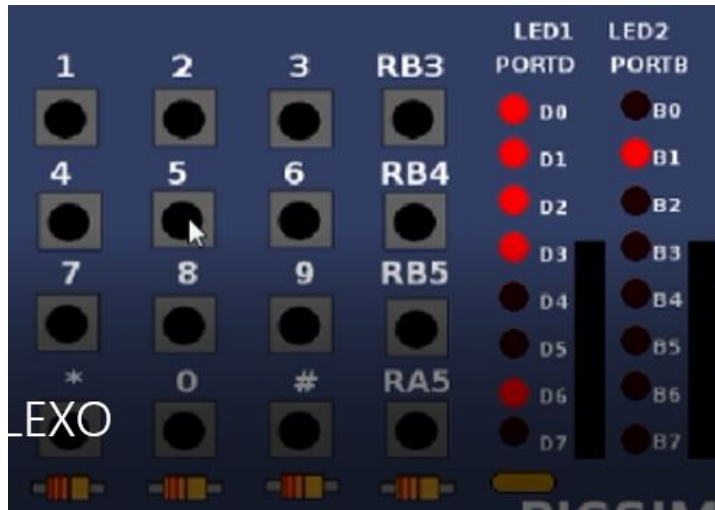 LED1 LED2
1 2 3 RB3 PORTD PORTB
D0 B0
D1 B1
4 5 6 RB4
D2 B2
D3 B3
7 8 9 RB5
D4 B4
D5 B5
* 0 # RA5
D6 B6
LEXO
D7 B7
PICSIM